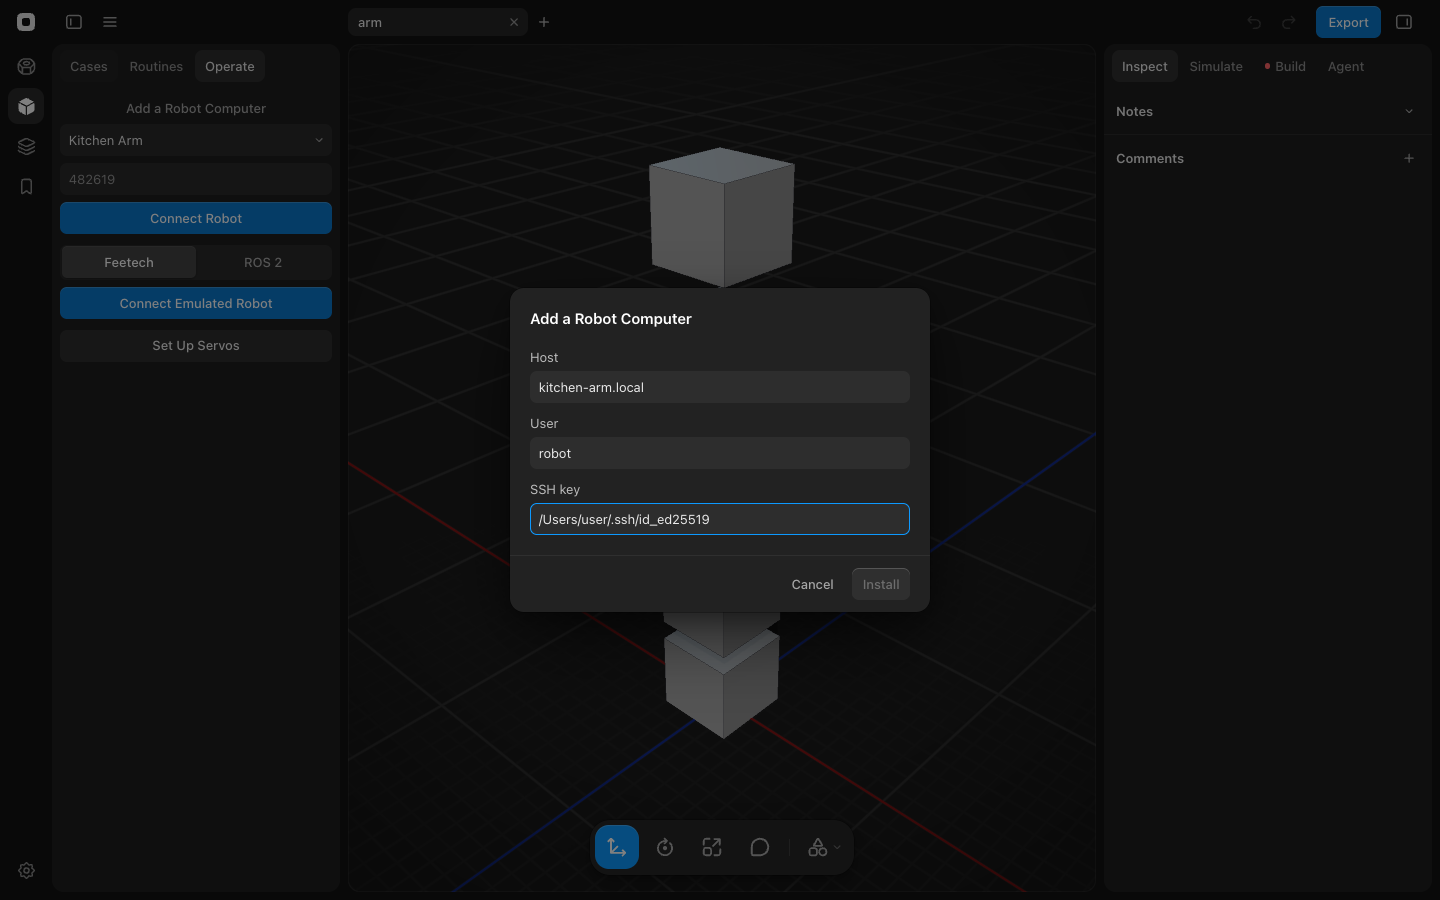 arm
Export
Cases Routines Operate
Add a Robot Computer
Kitchen Arm
482619
Connect Robot
Feetech ROS 2
Connect Emulated Robot
Set Up Servos
Add a Robot Computer
Host
kitchen-arm.local
User
robot
SSH key
/Users/user/.ssh/id_ed25519
Cancel Install
Inspect Simulate Build Agent
Notes
Comments